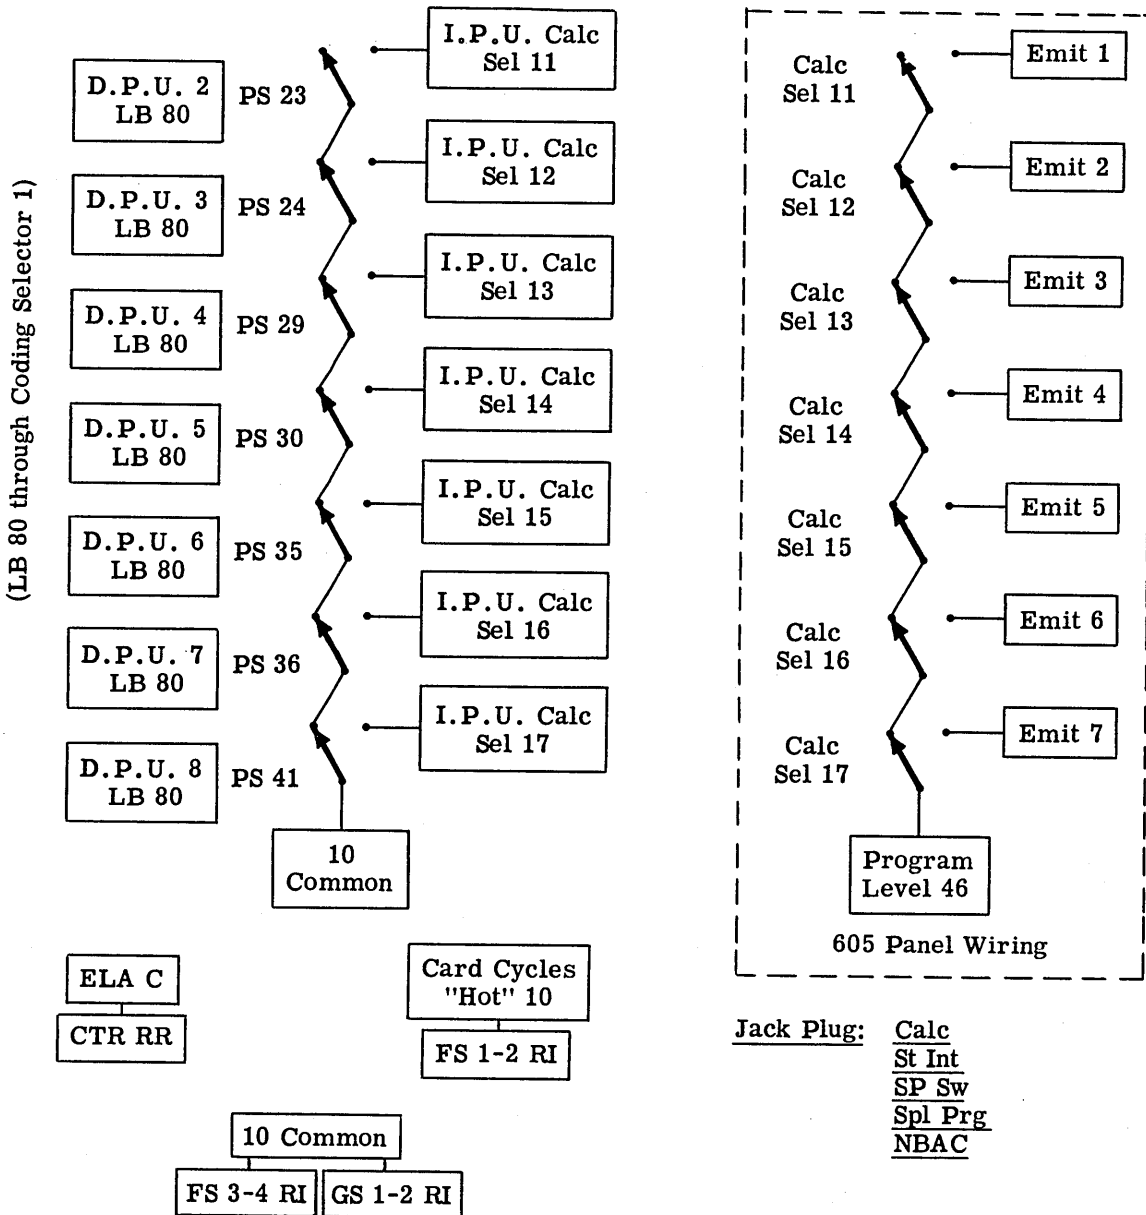 (LB 80 through Coding Selector 1)
D.P.U. 2
LB 80
PS 23
I.P.U. Calc
Sel 11
D.P.U. 3
LB 80
PS 24
I.P.U. Calc
Sel 12
D.P.U. 4
LB 80
PS 29
I.P.U. Calc
Sel 13
D.P.U. 5
LB 80
PS 30
I.P.U. Calc
Sel 14
D.P.U. 6
LB 80
PS 35
I.P.U. Calc
Sel 15
D.P.U. 7
LB 80
PS 36
I.P.U. Calc
Sel 16
D.P.U. 8
LB 80
PS 41
I.P.U. Calc
Sel 17
10
Common
Calc
Sel 11
Emit 1
Calc
Sel 12
Emit 2
Calc
Sel 13
Emit 3
Calc
Sel 14
Emit 4
Calc
Sel 15
Emit 5
Calc
Sel 16
Emit 6
Calc
Sel 17
Emit 7
Program
Level 46
605 Panel Wiring
ELA C
CTR RR
Card Cycles
"Hot" 10
FS 1-2 RI
10 Common
FS 3-4 RI
GS 1-2 RI
Jack Plug: Calc
St Int
SP Sw
Spl Prg
NBAC